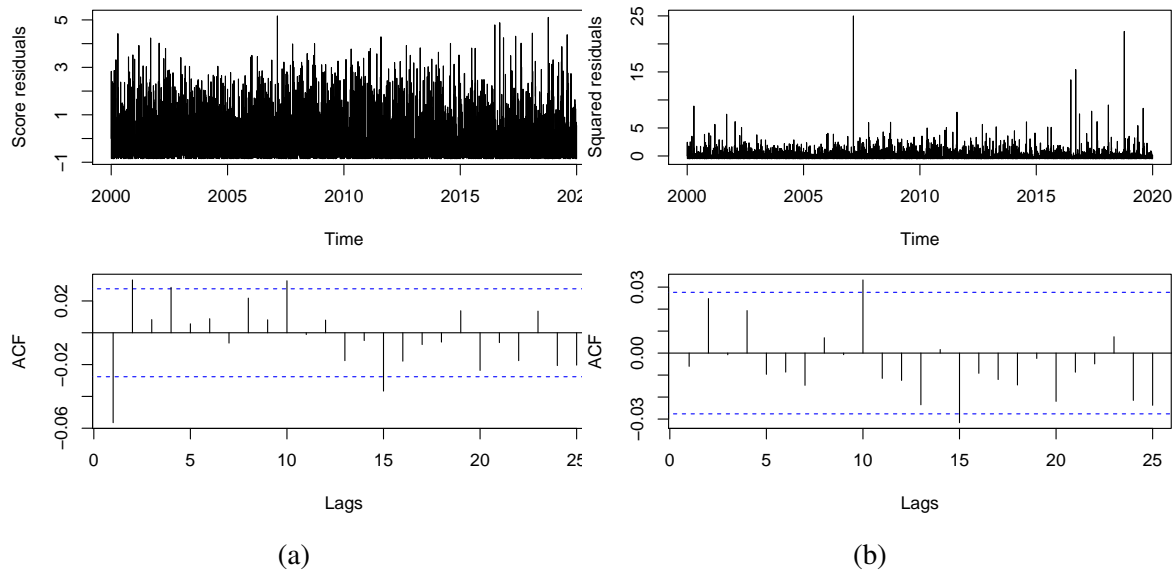 Score residuals
5
3
1
−1
2000 2005 2010 2015 202
Time
Squared residuals
25
15
5
0
2000 2005 2010 2015 2020
Time
ACF
0.02
−0.02
−0.06
0 5 10 15 20 25
Lags
ACF
0.03
0.00
−0.03
0 5 10 15 20 25
Lags
(a)
(b)